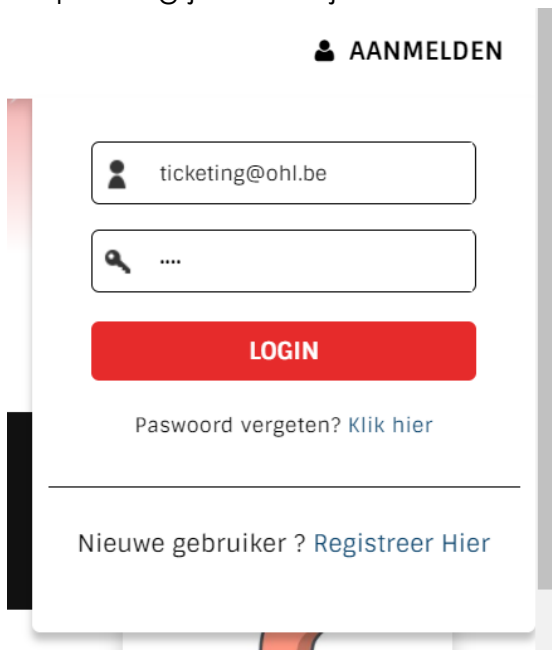 AANMELDEN
ticketing@ohl.be
....
LOGIN
Paswoord vergeten? Klik hier
Nieuwe gebruiker ? Registreer Hier